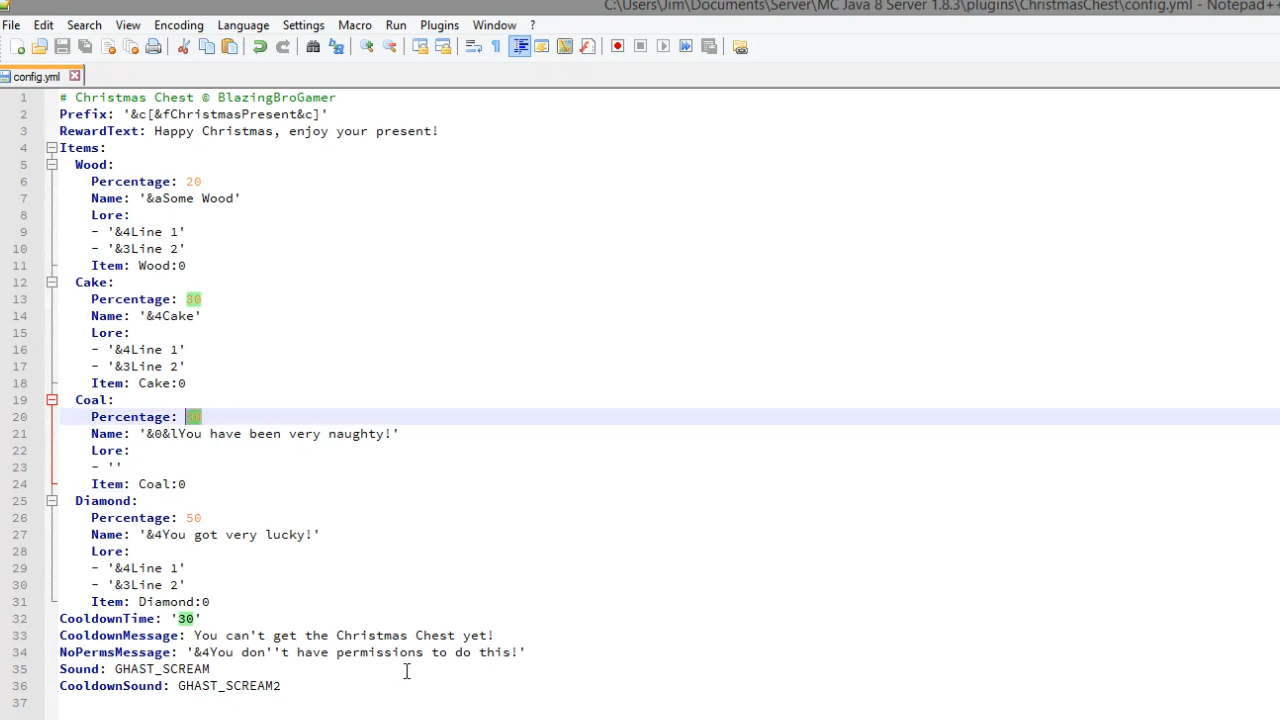 C:\Users\Jim\Documents\Server\MC Java 8 Server 1.8.3\plugins\ChristmasChest\config.yml - Notepad++
File Edit Search View Encoding Language Settings Macro Run Plugins Window ?
config.yml
1 # Christmas Chest © BlazingBroGamer
2 Prefix: '&c[&fChristmasPresent&c]'
3 RewardText: Happy Christmas, enjoy your present!
4 Items:
5 Wood:
6 Percentage: 20
7 Name: '&aSome Wood'
8 Lore:
9 - '&4Line 1'
10 - '&3Line 2'
11 Item: Wood:0
12 Cake:
13 Percentage: 30
14 Name: '&4Cake'
15 Lore:
16 - '&4Line 1'
17 - '&3Line 2'
18 Item: Cake:0
19 Coal:
20 Percentage: 30
21 Name: '&0&lYou have been very naughty!'
22 Lore:
23 - ''
24 Item: Coal:0
25 Diamond:
26 Percentage: 50
27 Name: '&4You got very lucky!'
28 Lore:
29 - '&4Line 1'
30 - '&3Line 2'
31 Item: Diamond:0
32 CooldownTime: '30'
33 CooldownMessage: You can't get the Christmas Chest yet!
34 NoPermsMessage: '&4You don''t have permissions to do this!'
35 Sound: GHAST_SCREAM
36 CooldownSound: GHAST_SCREAM2
37